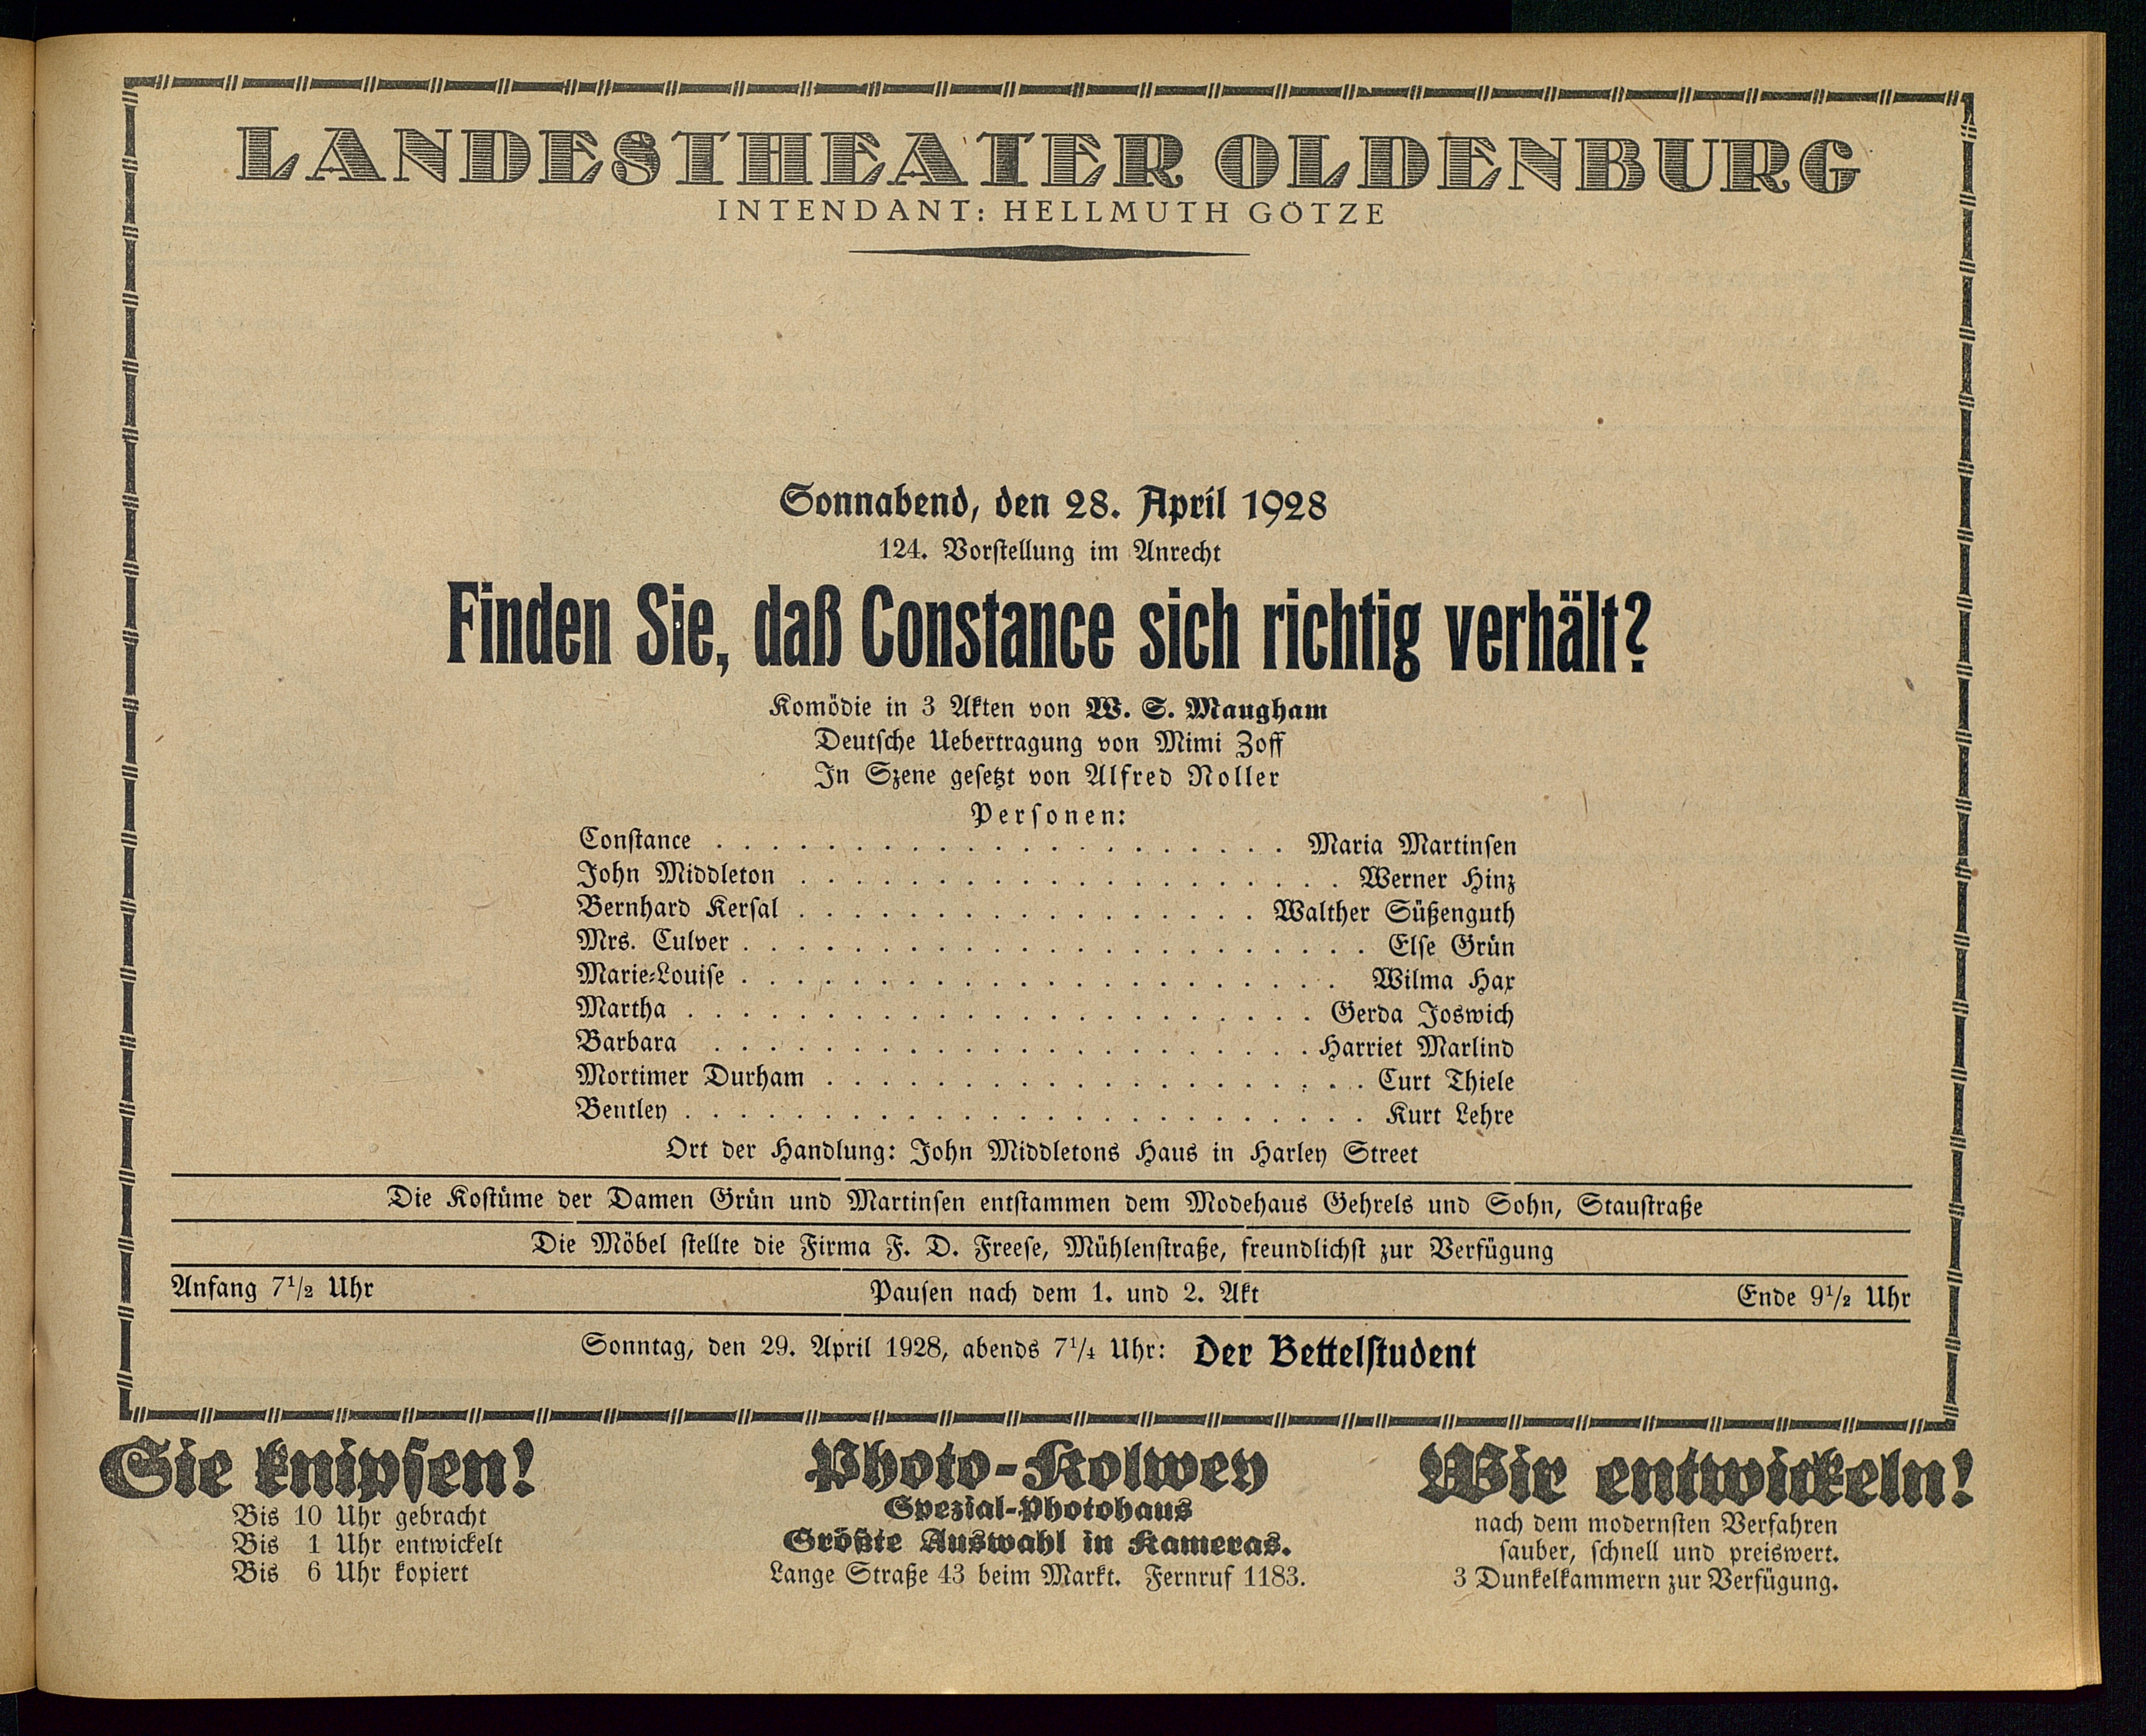 LANDESTHEATER OLDENBURG
INTENDANT: HELLMUTH GÖTZE
Sonnabend, den 28. April 1928
124. Vorstellung im Anrecht
Finden Sie, daß Constance sich richtig verhält?
Komödie in 3 Akten von W. S. Maugham
Deutsche Uebertragung von Mimi Zoff
In Szene gesetzt von Alfred Noller
Personen:
Constance . . . . . . . . . . . . . . . . . . . . . Maria Martinsen
John Middleton . . . . . . . . . . . . . . . . . . . . Werner Hinz
Bernhard Kersal . . . . . . . . . . . . . . . . . Walther Süßenguth
Mrs. Culver . . . . . . . . . . . . . . . . . . . . . . . Else Grün
Marie-Louise . . . . . . . . . . . . . . . . . . . . . . Wilma Hax
Martha . . . . . . . . . . . . . . . . . . . . . . . Gerda Joswich
Barbara . . . . . . . . . . . . . . . . . . . . . . Harriet Marlind
Mortimer Durham . . . . . . . . . . . . . . . . . . . . Curt Thiele
Bentley . . . . . . . . . . . . . . . . . . . . . . . . . Kurt Lehre
Ort der Handlung: John Middletons Haus in Harley Street
Die Kostüme der Damen Grün und Martinsen entstammen dem Modehaus Gehrels und Sohn, Staustraße
Die Möbel stellte die Firma F. D. Freese, Mühlenstraße, freundlichst zur Verfügung
Anfang 7 1/2 Uhr Pausen nach dem 1. und 2. Akt Ende 9 1/2 Uhr
Sonntag, den 29. April 1928, abends 7 1/4 Uhr: Der Bettelstudent
Sie knipsen!
Bis 10 Uhr gebracht
Bis 1 Uhr entwickelt
Bis 6 Uhr kopiert
Photo-Kolwey
Spezial-Photohaus
Größte Auswahl in Kameras.
Lange Straße 43 beim Markt. Fernruf 1183.
Wir entwickeln!
nach dem modernsten Verfahren
sauber, schnell und preiswert.
3 Dunkelkammern zur Verfügung.